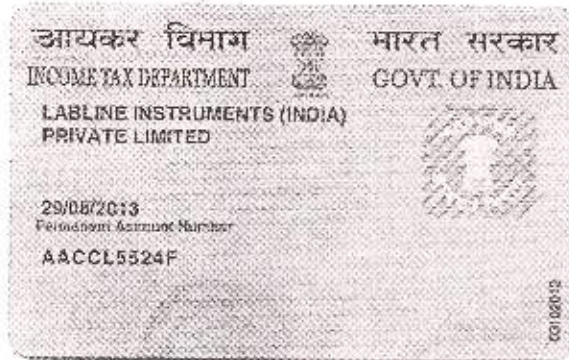 आयकर विभाग
भारत सरकार
INCOME TAX DEPARTMENT
GOVT. OF INDIA
LABLINE INSTRUMENTS (INDIA)
PRIVATE LIMITED
29/08/2013
Permanent Account Number
AACCL5524F